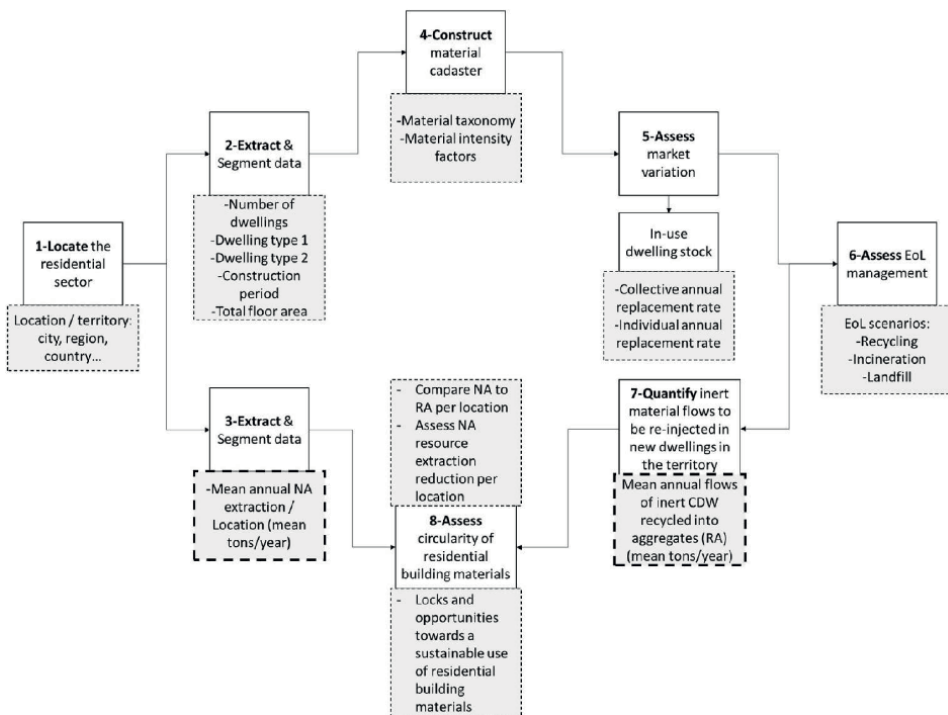 1-Locate the
residential
sector
Location / territory:
city, region,
country...
2-Extract &
Segment data
-Number of
dwellings
-Dwelling type 1
-Dwelling type 2
-Construction
period
-Total floor area
3-Extract &
Segment data
-Mean annual NA
extraction /
Location (mean
tons/year)
4-Construct
material
cadaster
-Material taxonomy
-Material intensity
factors
5-Assess
market
variation
In-use
dwelling stock
-Collective annual
replacement rate
-Individual annual
replacement rate
6-Assess EoL
management
EoL scenarios:
-Recycling
-Incineration
-Landfill
7-Quantify inert
material flows to
be re-injected in
new dwellings in
the territory
Mean annual flows
of inert CDW
recycled into
aggregates (RA)
(mean tons/year)
- Compare NA to
RA per location
- Assess NA
resource
extraction
reduction per
location
8-Assess
circularity of
residential
building materials
- Locks and
opportunities
towards a
sustainable use
of residential
building
materials